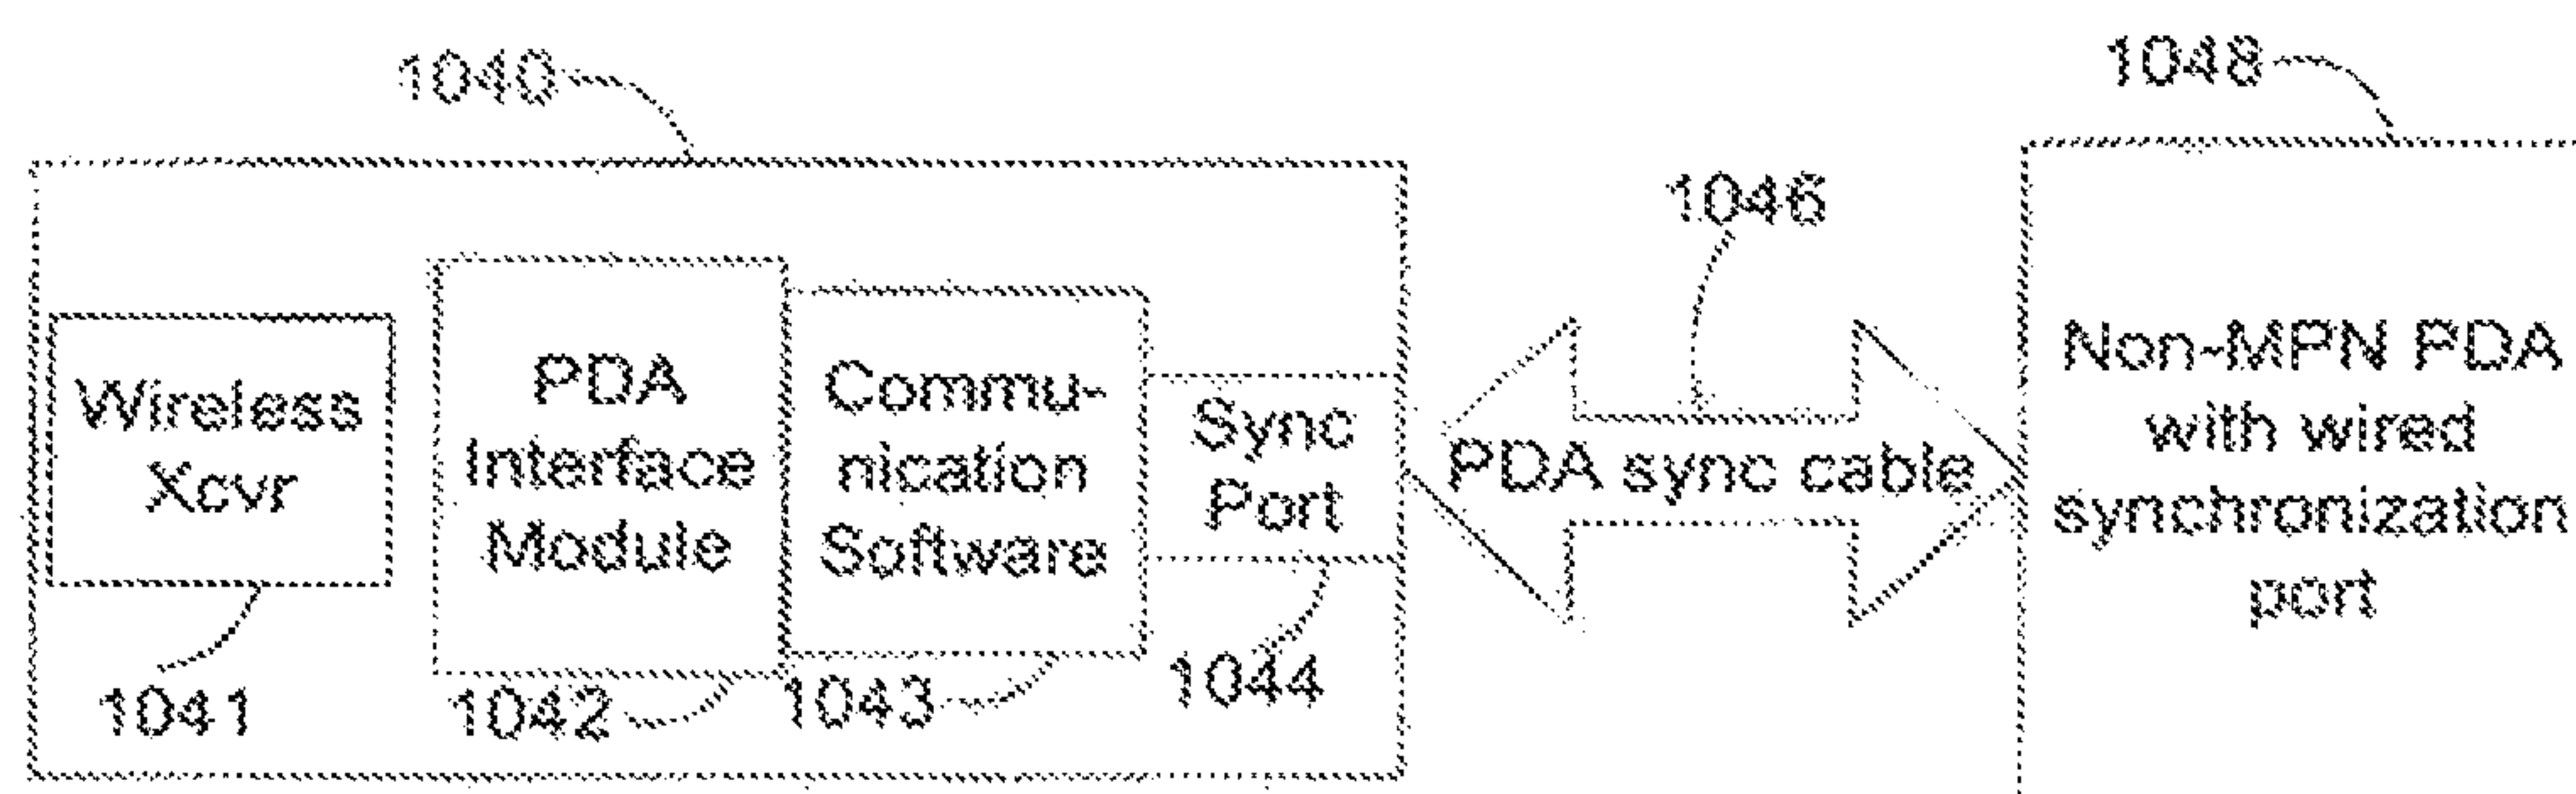 1040
1048
1046
Wireless
Xcvr
PDA
Interface
Module
Commu-
nication
Software
Sync
Port
PDA sync cable
Non-MPN PDA
with wired
synchronization
port
1041
1042
1043
1044